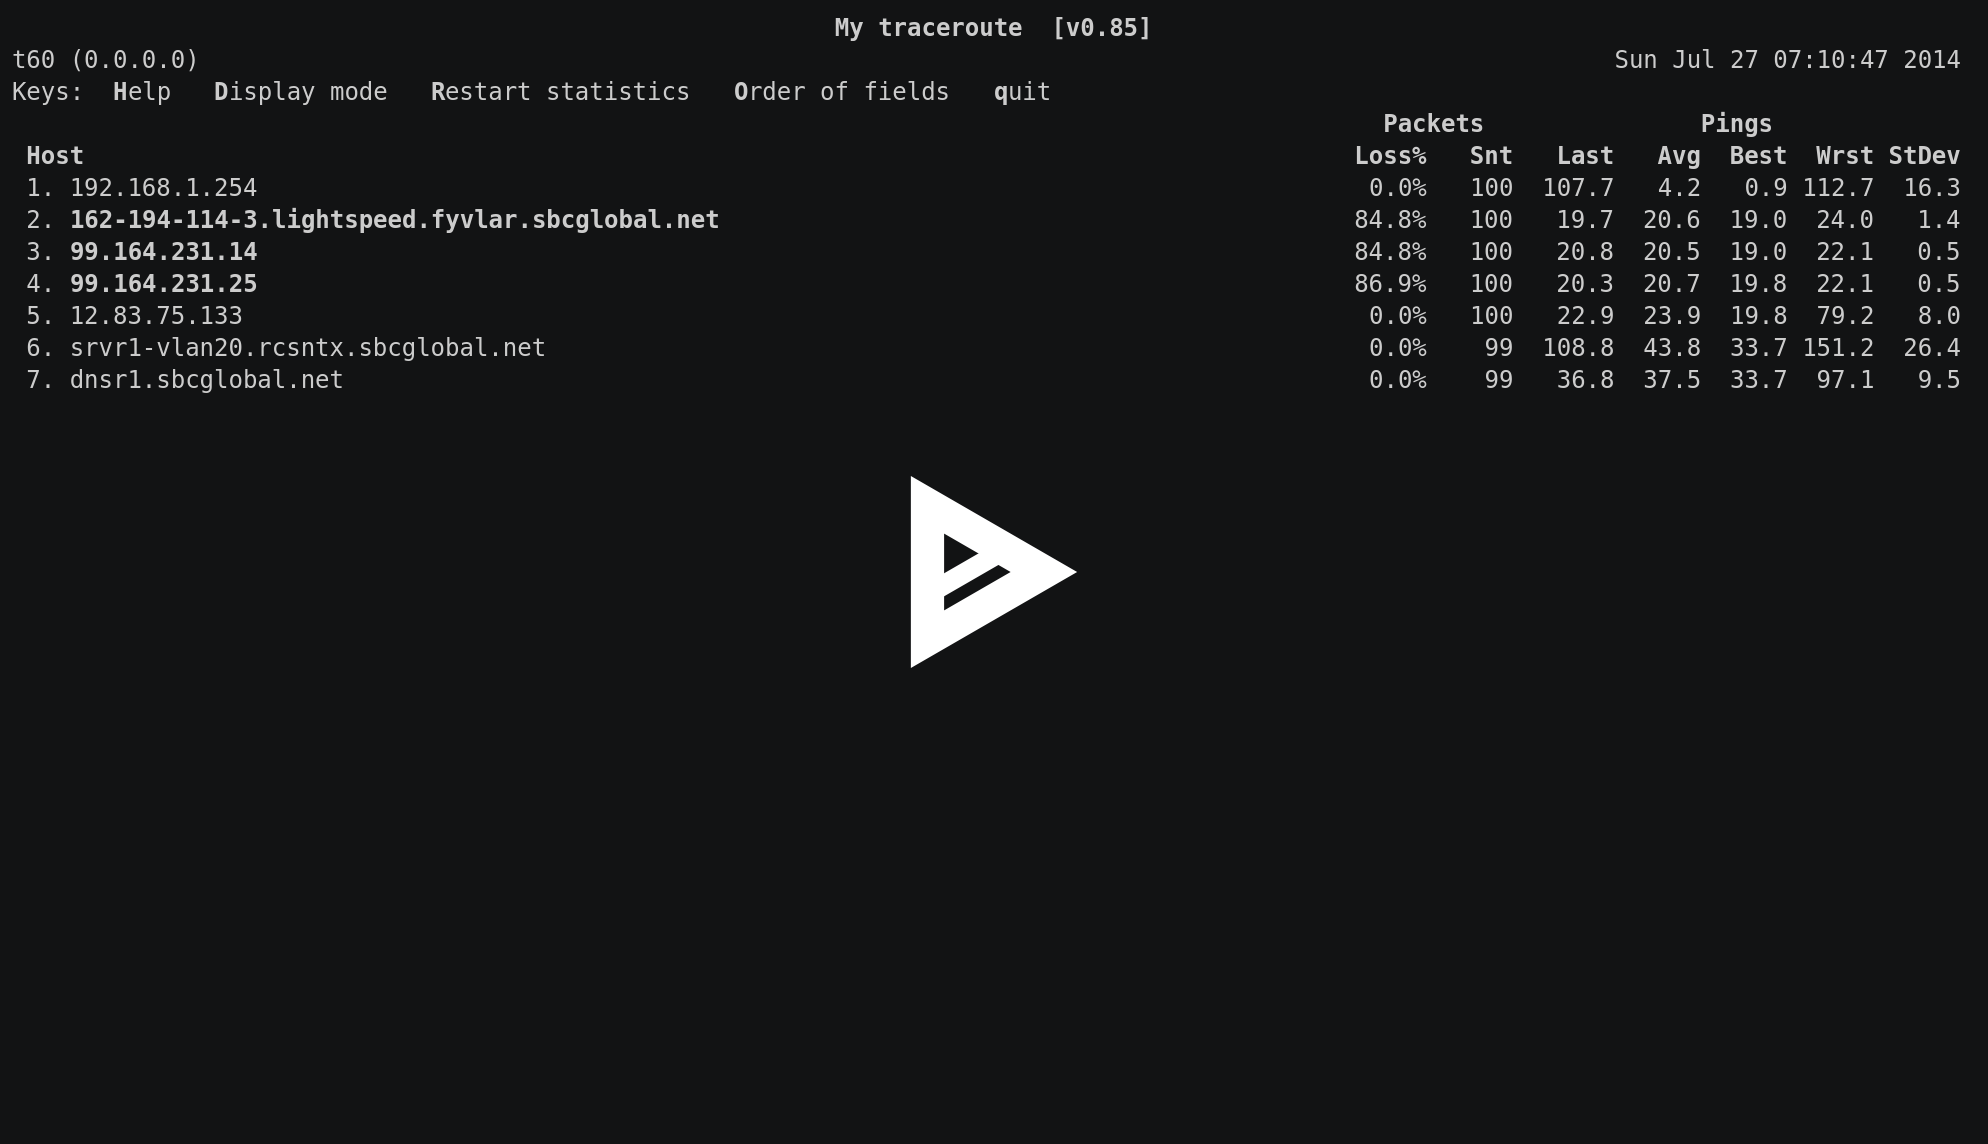 My traceroute  [v0.85]
t60 (0.0.0.0) Sun Jul 27 07:10:47 2014
Keys:  Help   Display mode   Restart statistics   Order of fields   quit
Packets Pings
Host Loss% Snt Last Avg Best Wrst StDev
1. 192.168.1.254 0.0% 100 107.7 4.2 0.9 112.7 16.3
2. 162-194-114-3.lightspeed.fyvlar.sbcglobal.net 84.8% 100 19.7 20.6 19.0 24.0 1.4
3. 99.164.231.14 84.8% 100 20.8 20.5 19.0 22.1 0.5
4. 99.164.231.25 86.9% 100 20.3 20.7 19.8 22.1 0.5
5. 12.83.75.133 0.0% 100 22.9 23.9 19.8 79.2 8.0
6. srvr1-vlan20.rcsntx.sbcglobal.net 0.0% 99 108.8 43.8 33.7 151.2 26.4
7. dnsr1.sbcglobal.net 0.0% 99 36.8 37.5 33.7 97.1 9.5